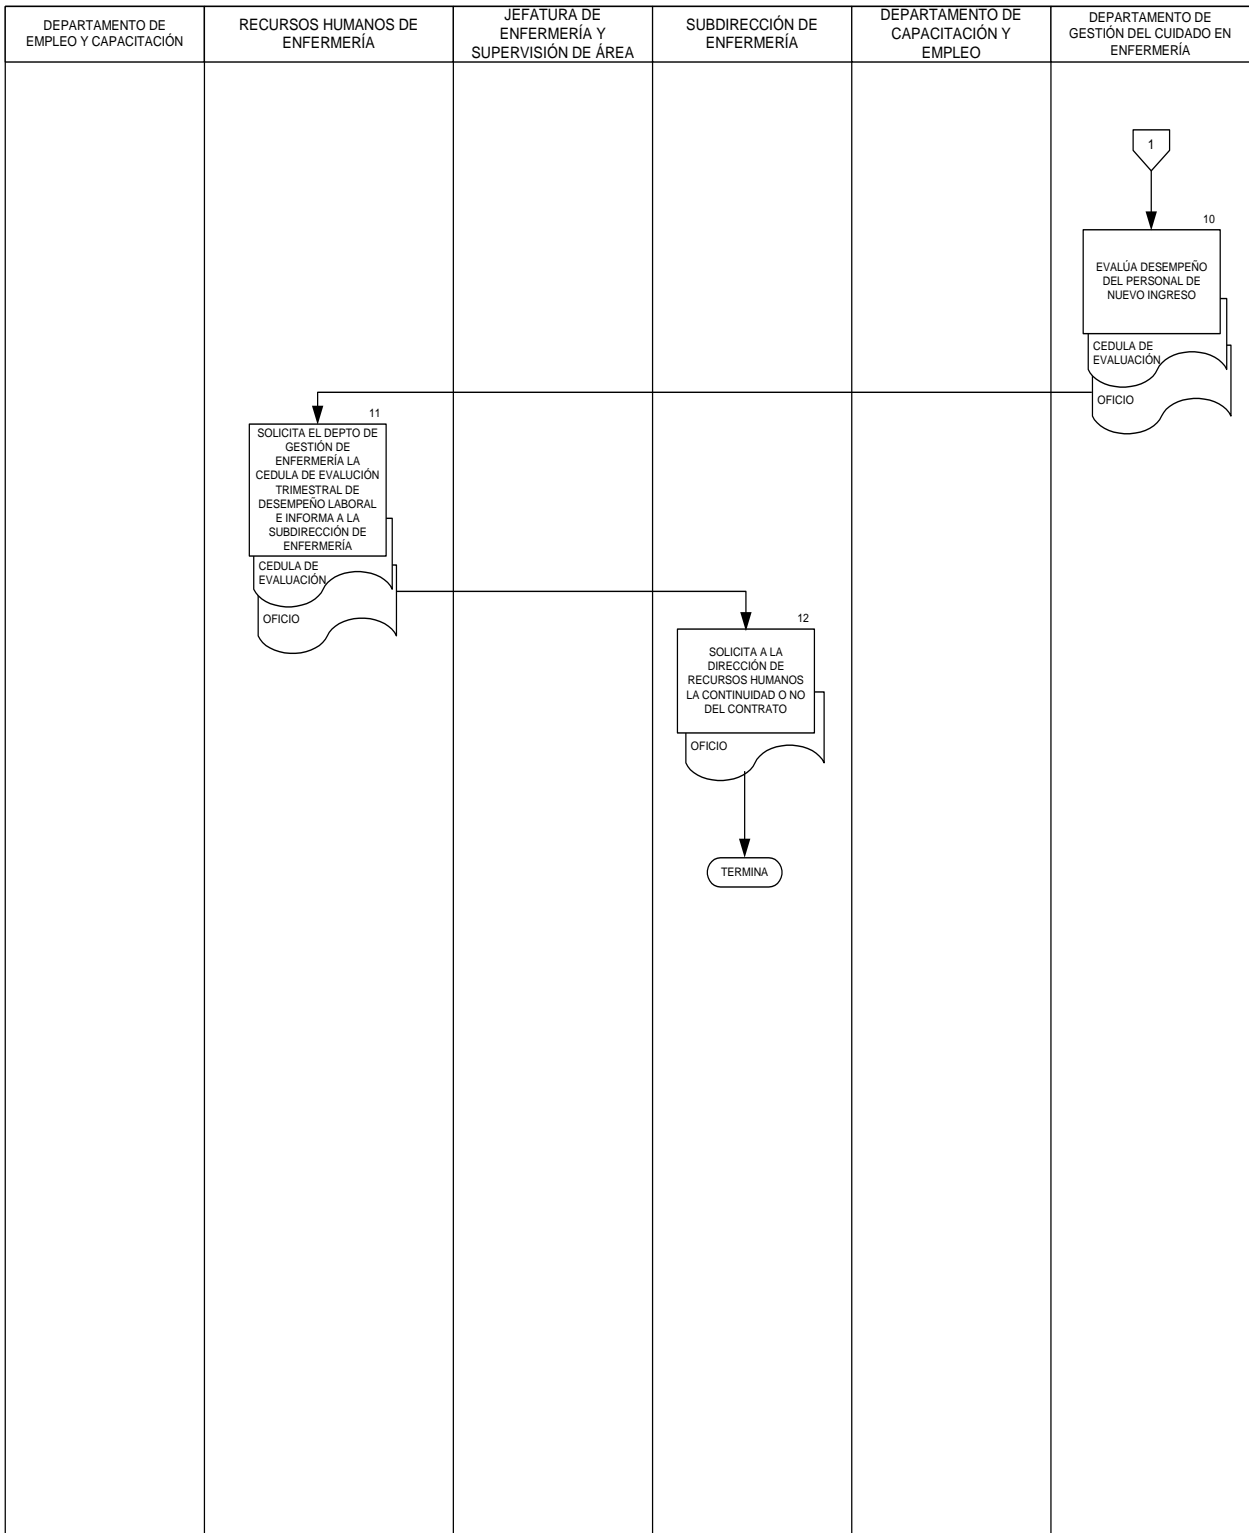 DEPARTAMENTO DE
EMPLEO Y CAPACITACIÓN
RECURSOS HUMANOS DE
ENFERMERÍA
JEFATURA DE
ENFERMERÍA Y
SUPERVISIÓN DE ÁREA
SUBDIRECCIÓN DE
ENFERMERÍA
DEPARTAMENTO DE
CAPACITACIÓN Y
EMPLEO
DEPARTAMENTO DE
GESTIÓN DEL CUIDADO EN
ENFERMERÍA
1
10
EVALÚA DESEMPEÑO
DEL PERSONAL DE
NUEVO INGRESO
CEDULA DE
EVALUACIÓN
OFICIO
11
SOLICITA EL DEPTO DE
GESTIÓN DE
ENFERMERÍA LA
CEDULA DE EVALUCIÓN
TRIMESTRAL DE
DESEMPEÑO LABORAL
E INFORMA A LA
SUBDIRECCIÓN DE
ENFERMERÍA
CEDULA DE
EVALUACIÓN
OFICIO
12
SOLICITA A LA
DIRECCIÓN DE
RECURSOS HUMANOS
LA CONTINUIDAD O NO
DEL CONTRATO
OFICIO
TERMINA